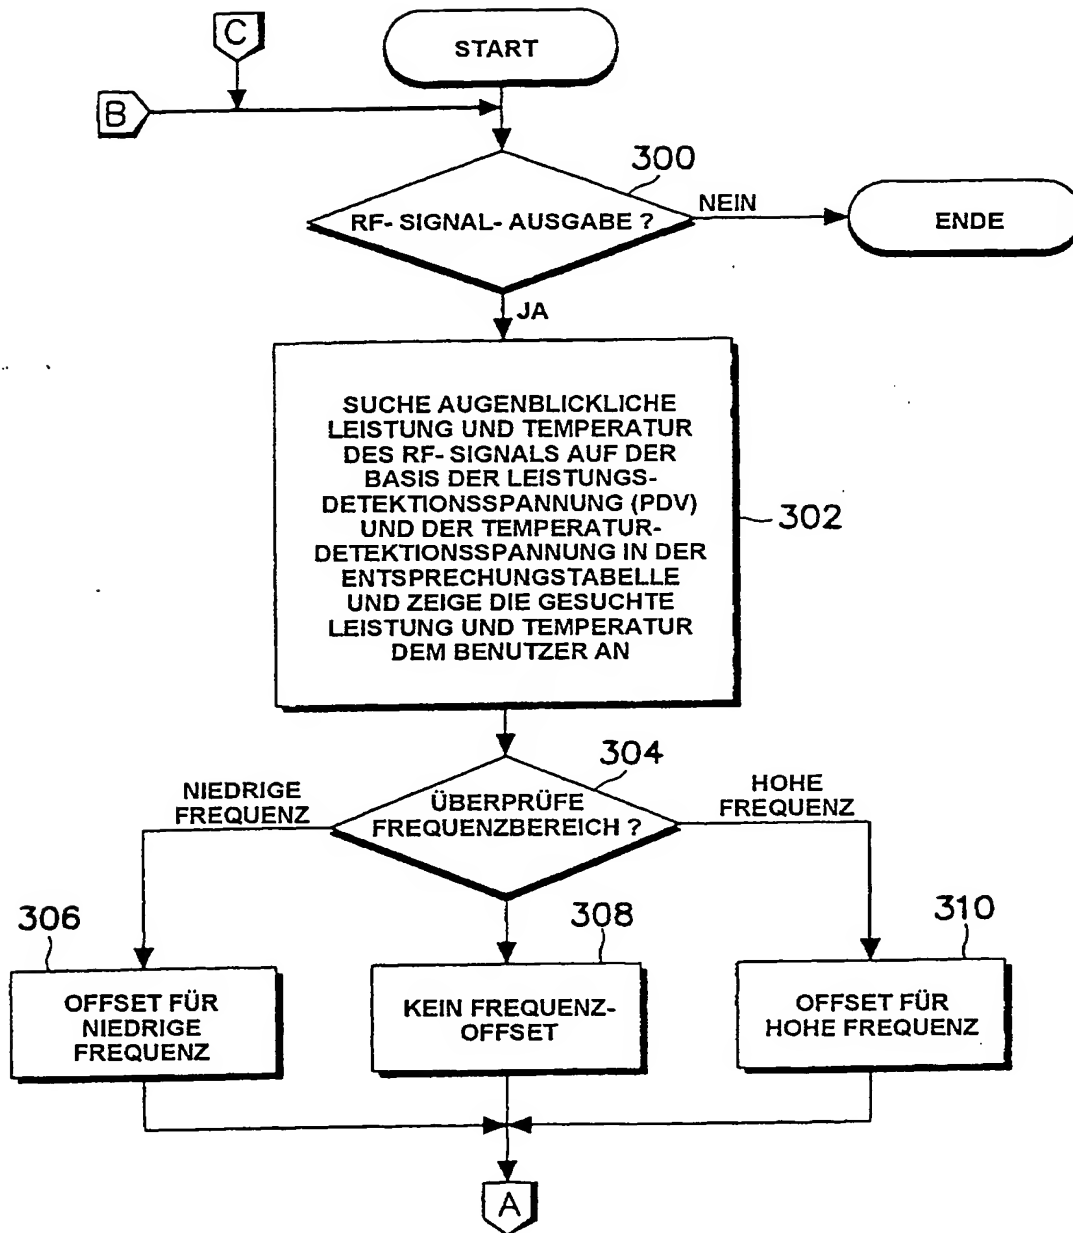 C
START
B
300
RF- SIGNAL- AUSGABE ?
NEIN
ENDE
JA
SUCHE AUGENBLICKLICHE
LEISTUNG UND TEMPERATUR
DES RF- SIGNALS AUF DER
BASIS DER LEISTUNGS-
DETEKTIONSSPANNUNG (PDV)
UND DER TEMPERATUR-
DETEKTIONSSPANNUNG IN DER
ENTSPRECHUNGSTABELLE
UND ZEIGE DIE GESUCHTE
LEISTUNG UND TEMPERATUR
DEM BENUTZER AN
302
304
NIEDRIGE
FREQUENZ
ÜBERPRÜFE
FREQUENZBEREICH ?
HOHE
FREQUENZ
306
OFFSET FÜR
NIEDRIGE
FREQUENZ
308
KEIN FREQUENZ-
OFFSET
310
OFFSET FÜR
HOHE FREQUENZ
A